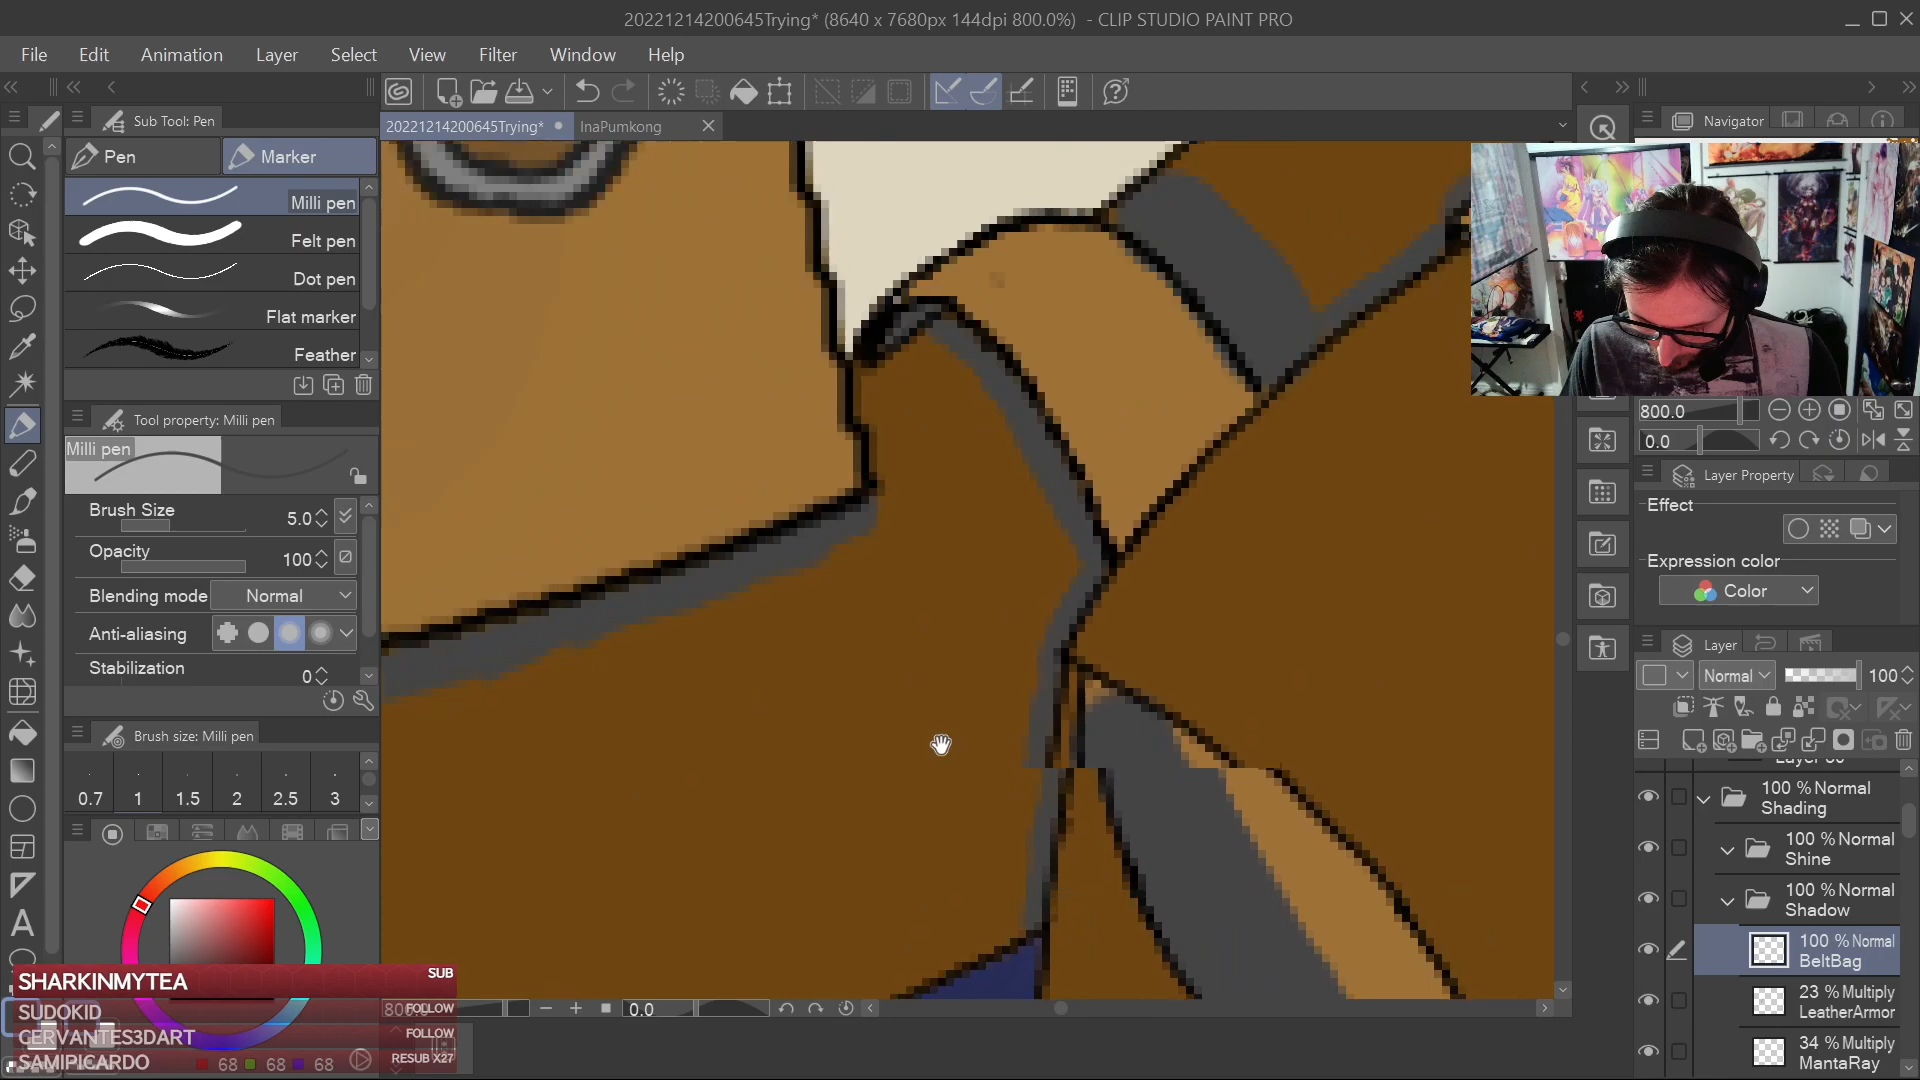 20221214200645Trying* (8640 x 7680px 144dpi 800.0%) - CLIP STUDIO PAINT PRO
File Edit Animation Layer Select View Filter Window Help
Sub Tool: Pen
20221214200645Trying* InaPumkong
Navigator
Pen Marker
Milli pen
Felt pen
Dot pen
Flat marker
Feather
Tool property: Milli pen
Milli pen
Brush Size 5.0
Opacity 100
Blending mode Normal
Anti-aliasing
Stabilization 0
Brush size: Milli pen
0.7 1 1.5 2 2.5 3
800.0
0.0
Layer Property
Effect
Expression color
Color
Layer
Normal 100
100 % Normal
Shading
100 % Normal
Shine
100 % Normal
Shadow
100 % Normal
BeltBag
23 % Multiply
LeatherArmor
34 % Multiply
MantaRay
SHARKINMYTEA SUB
SUDOKID FOLLOW
CERVANTES3DART FOLLOW
SAMIPICARDO RESUB X27
68 68 68
0.0